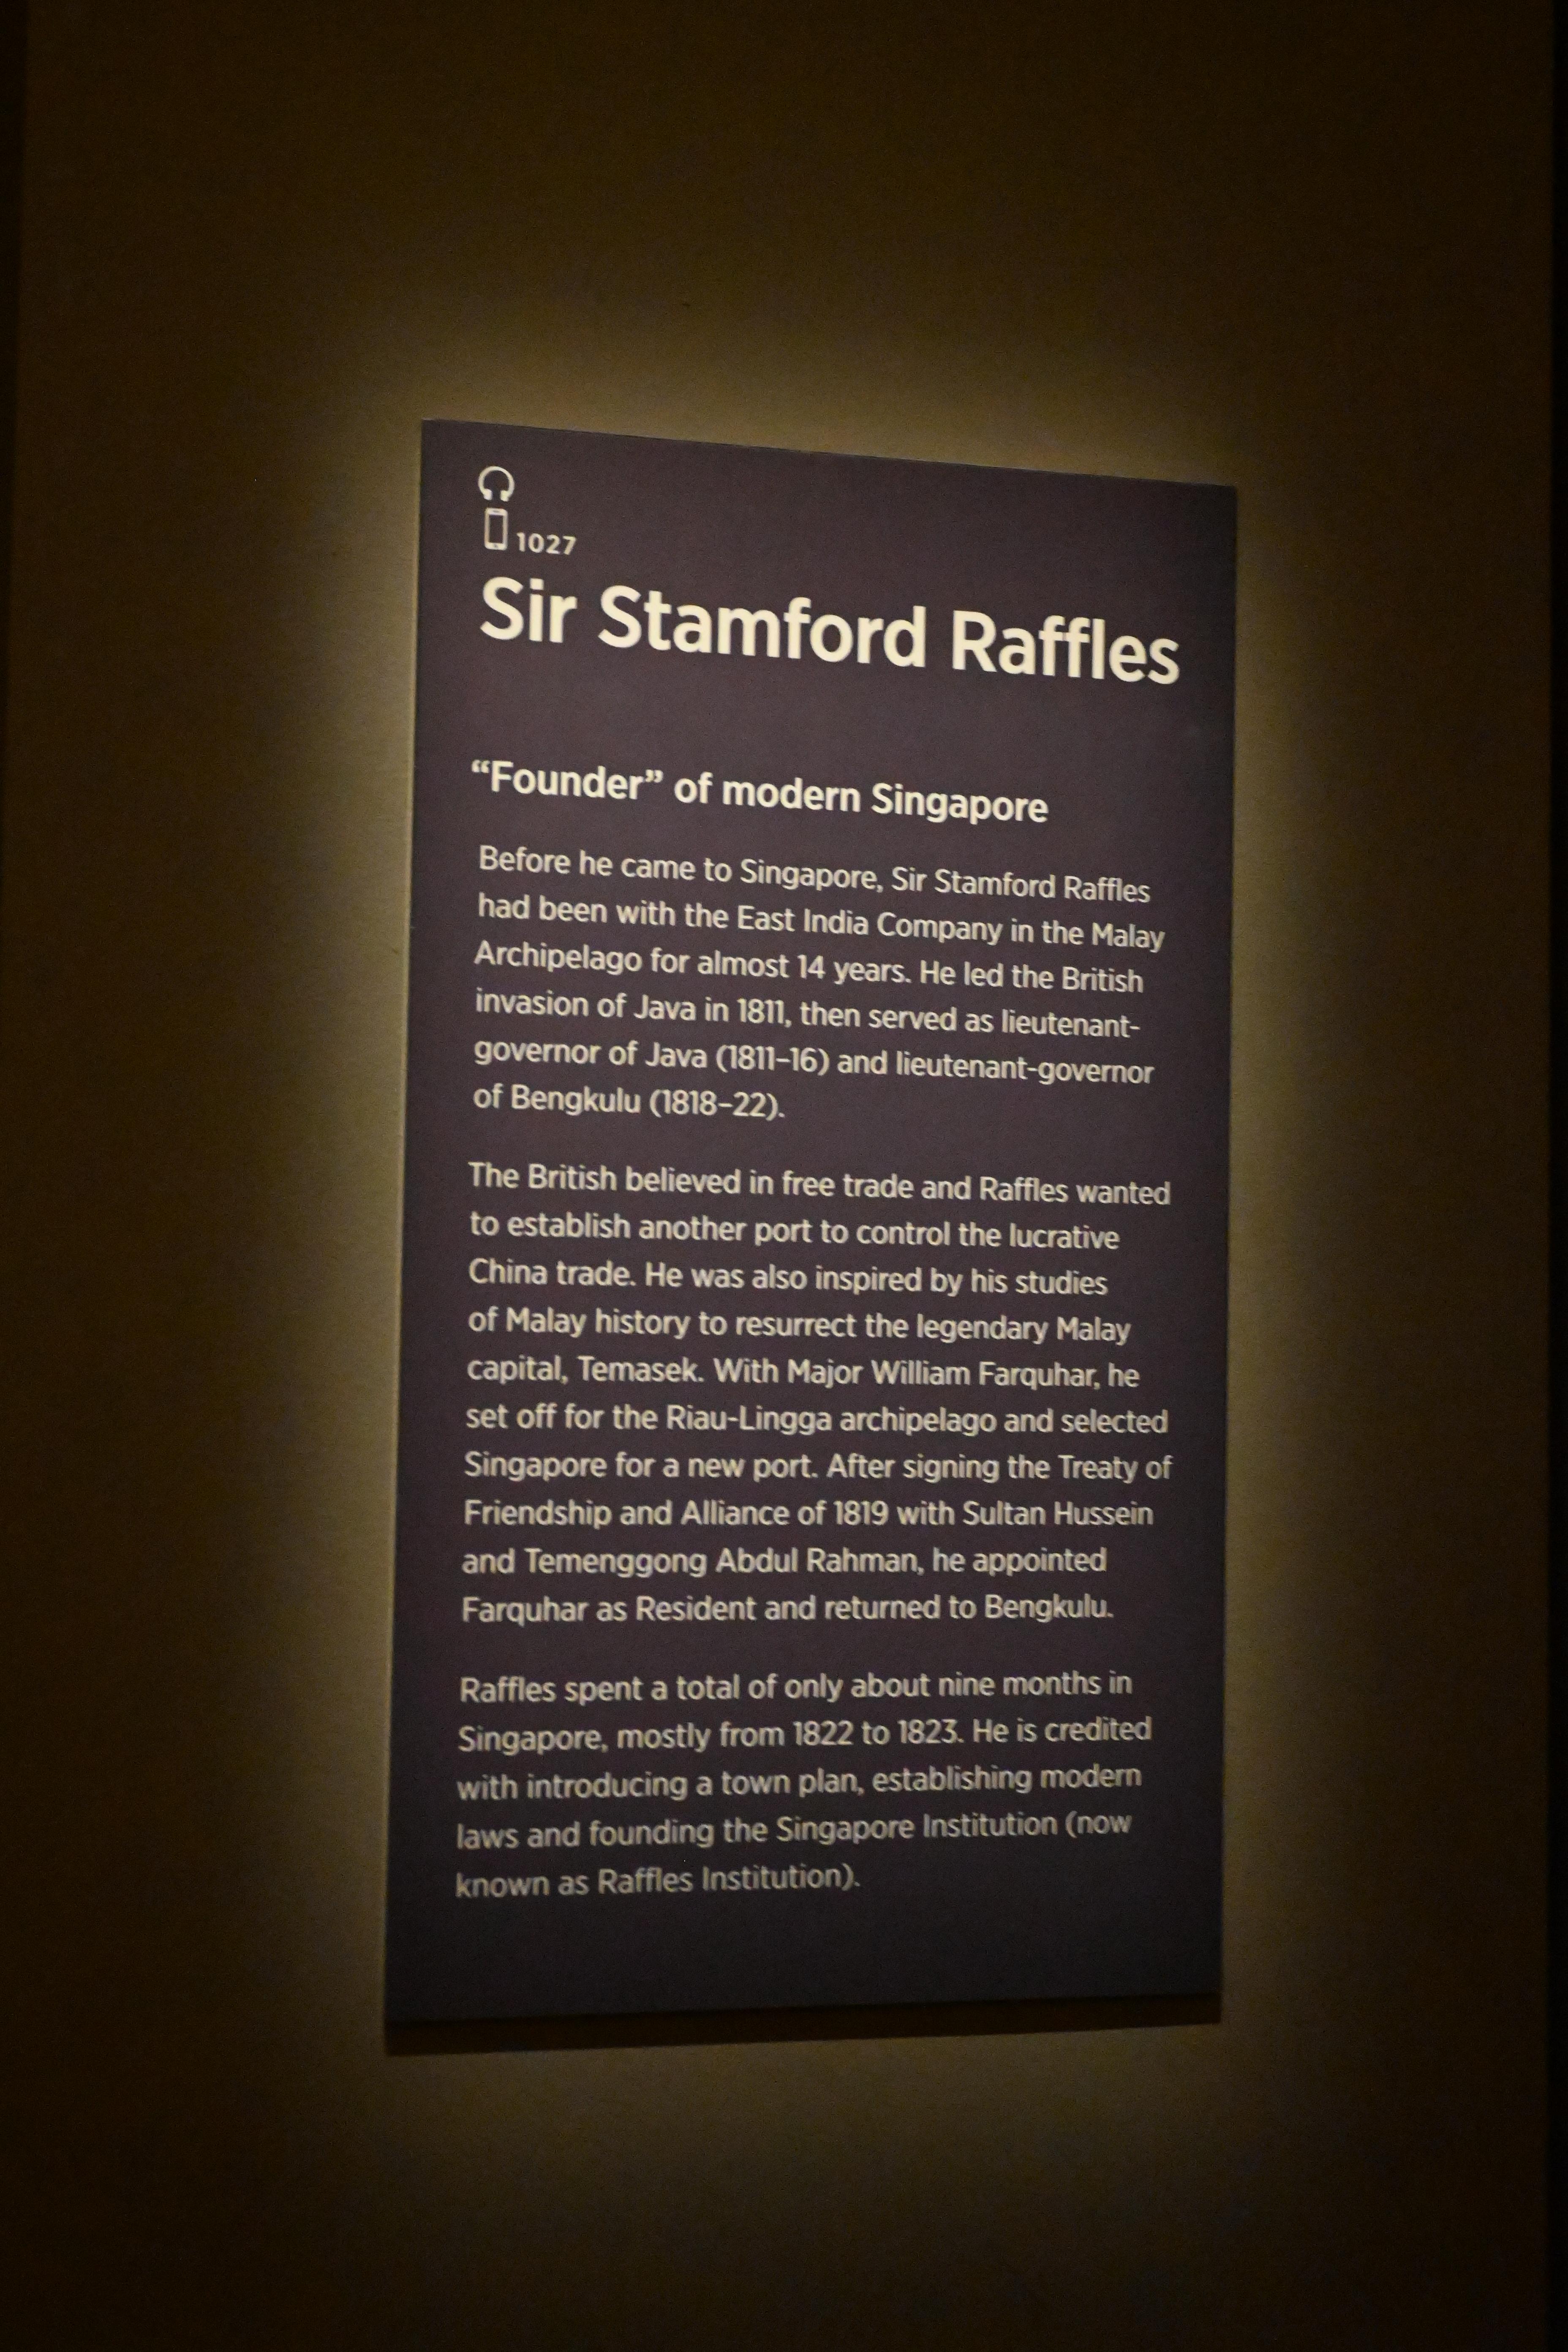 1027
Sir Stamford Raffles
“Founder” of modern Singapore
Before he came to Singapore, Sir Stamford Raffles
had been with the East India Company in the Malay
Archipelago for almost 14 years. He led the British
invasion of Java in 1811, then served as lieutenant-
governor of Java (1811–16) and lieutenant-governor
of Bengkulu (1818–22).
The British believed in free trade and Raffles wanted
to establish another port to control the lucrative
China trade. He was also inspired by his studies
of Malay history to resurrect the legendary Malay
capital, Temasek. With Major William Farquhar, he
set off for the Riau-Lingga archipelago and selected
Singapore for a new port. After signing the Treaty of
Friendship and Alliance of 1819 with Sultan Hussein
and Temenggong Abdul Rahman, he appointed
Farquhar as Resident and returned to Bengkulu.
Raffles spent a total of only about nine months in
Singapore, mostly from 1822 to 1823. He is credited
with introducing a town plan, establishing modern
laws and founding the Singapore Institution (now
known as Raffles Institution).